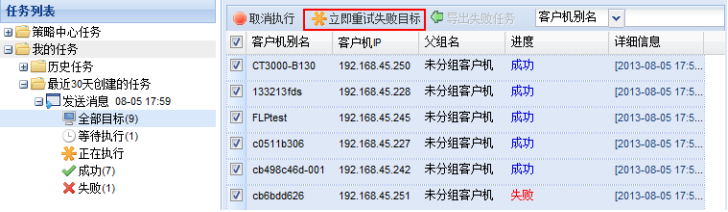 任务列表
策略中心任务
我的任务
历史任务
最近30天创建的任务
发送消息 08-05 17:59
全部目标(9)
等待执行(1)
正在执行
成功(7)
失败(1)
取消执行 立即重试失败目标 导出失败任务 客户机别名
客户机别名 客户机IP 父组名 进度 详细信息
CT3000-B130 192.168.45.250 未分组客户机 成功 [2013-08-05 17:5...
133213fds 192.168.45.228 未分组客户机 成功 [2013-08-05 17:5...
FLPtest 192.168.45.245 未分组客户机 成功 [2013-08-05 17:5...
c0511b306 192.168.45.227 未分组客户机 成功 [2013-08-05 17:5...
cb498c46d-001 192.168.45.242 未分组客户机 成功 [2013-08-05 17:5...
cb6bdd626 192.168.45.251 未分组客户机 失败 [2013-08-05 17:5...